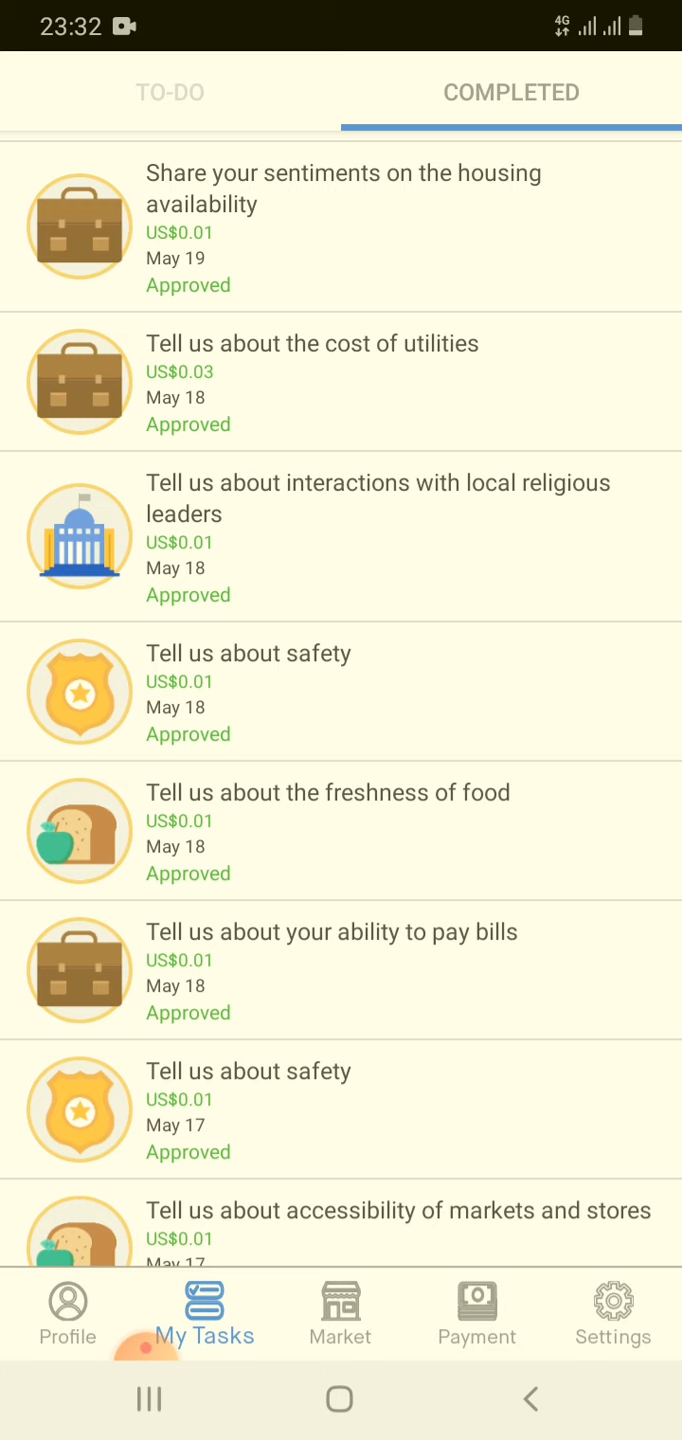 23:32
4G
TO-DO
COMPLETED
Share your sentiments on the housing
availability
US$0.01
May 19
Approved
Tell us about the cost of utilities
US$0.03
May 18
Approved
Tell us about interactions with local religious
leaders
US$0.01
May 18
Approved
Tell us about safety
US$0.01
May 18
Approved
Tell us about the freshness of food
US$0.01
May 18
Approved
Tell us about your ability to pay bills
US$0.01
May 18
Approved
Tell us about safety
US$0.01
May 17
Approved
Tell us about accessibility of markets and stores
US$0.01
May 17
Profile
My Tasks
Market
Payment
Settings